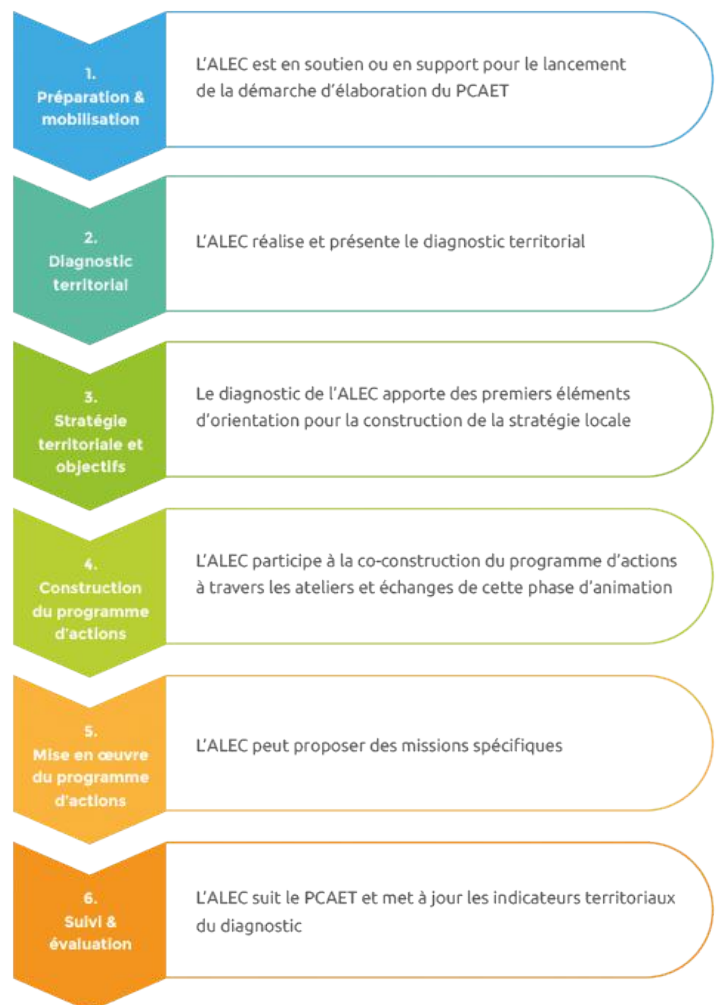 1.
Préparation &
mobilisation
L'ALEC est en soutien ou en support pour le lancement
de la démarche d'élaboration du PCAET
2.
Diagnostic
territorial
L'ALEC réalise et présente le diagnostic territorial
3.
Stratégie
territoriale et
objectifs
Le diagnostic de l'ALEC apporte des premiers éléments
d'orientation pour la construction de la stratégie locale
4.
Construction
du programme
d'actions
L'ALEC participe à la co-construction du programme d'actions
à travers les ateliers et échanges de cette phase d'animation
5.
Mise en œuvre
du programme
d'actions
L'ALEC peut proposer des missions spécifiques
6.
Suivi &
évaluation
L'ALEC suit le PCAET et met à jour les indicateurs territoriaux
du diagnostic